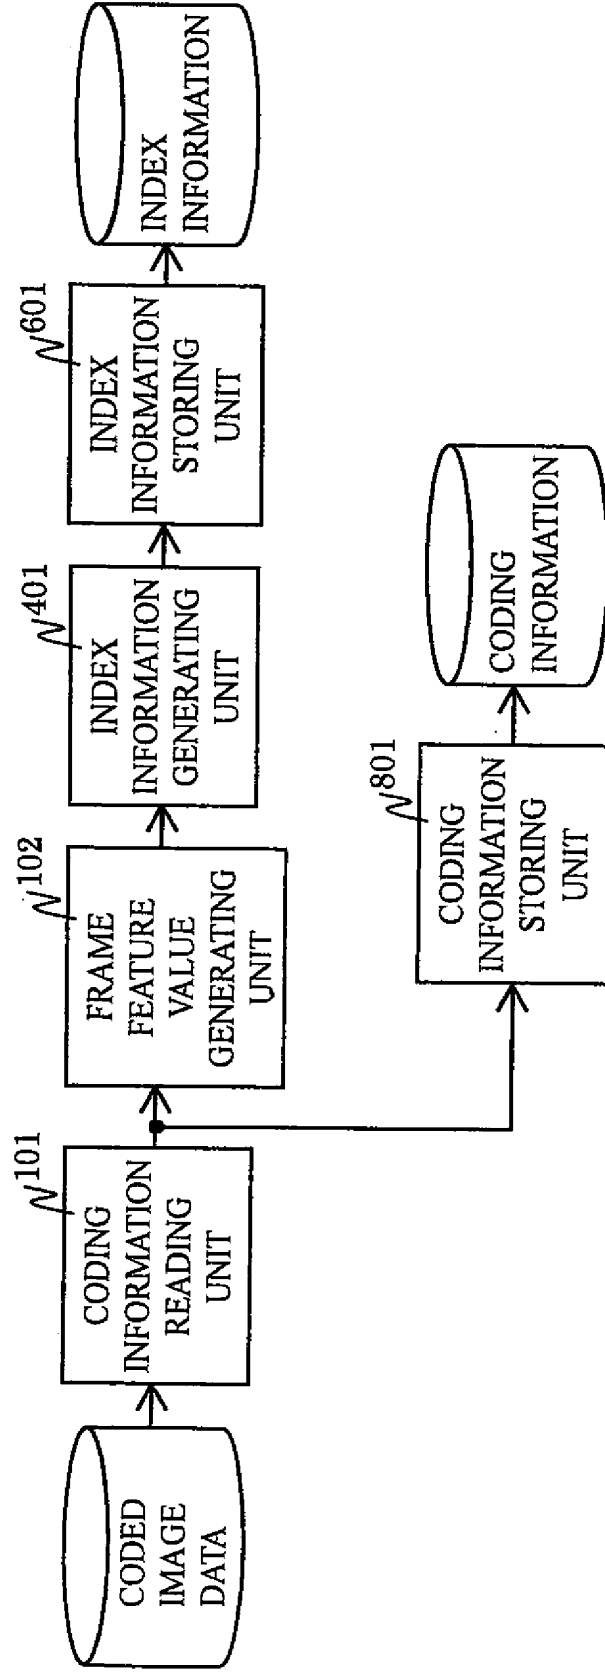 CODED
IMAGE
DATA
101
CODING
INFORMATION
READING
UNIT
102
FRAME
FEATURE
VALUE
GENERATING
UNIT
401
INDEX
INFORMATION
GENERATING
UNIT
601
INDEX
INFORMATION
STORING
UNIT
INDEX
INFORMATION
801
CODING
INFORMATION
STORING
UNIT
CODING
INFORMATION